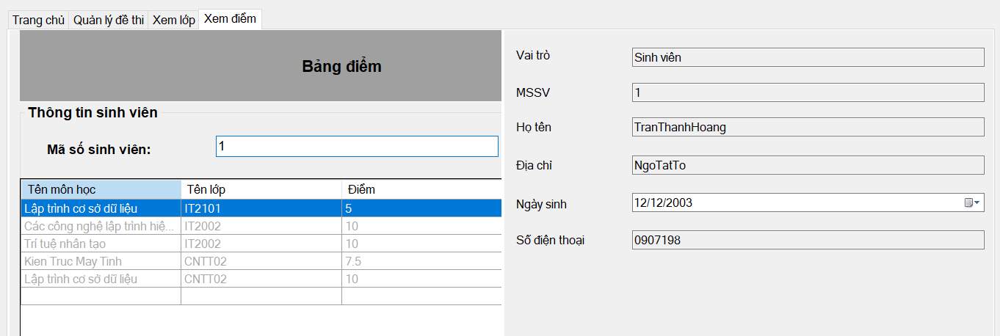 Trang chủ Quản lý đề thi Xem lớp Xem điểm
Bảng điểm
Thông tin sinh viên
Mã số sinh viên: 1
Tên môn học Tên lớp Điểm
Lập trình cơ sở dữ liệu IT2101 5
Các công nghệ lập trình hiệ... IT2002 10
Trí tuệ nhân tạo IT2002 10
Kien Truc May Tinh CNTT02 7.5
Lập trình cơ sở dữ liệu CNTT02 10
Vai trò Sinh viên
MSSV 1
Họ tên TranThanhHoang
Địa chỉ NgoTatTo
Ngày sinh 12/12/2003
Số điện thoại 0907198